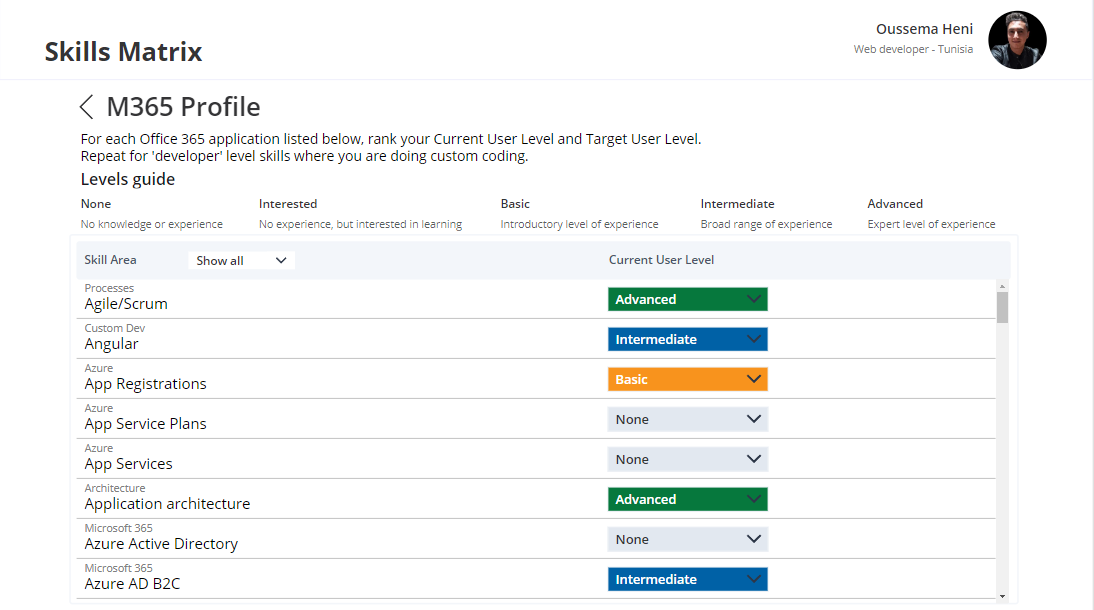 Oussema Heni
Web developer - Tunisia
Skills Matrix
M365 Profile
For each Office 365 application listed below, rank your Current User Level and Target User Level.
Repeat for 'developer' level skills where you are doing custom coding.
Levels guide
None Interested Basic Intermediate Advanced
No knowledge or experience No experience, but interested in learning Introductory level of experience Broad range of experience Expert level of experience
Skill Area Show all Current User Level
Processes
Agile/Scrum Advanced
Custom Dev
Angular Intermediate
Azure
App Registrations Basic
Azure
App Service Plans None
Azure
App Services None
Architecture
Application architecture Advanced
Microsoft 365
Azure Active Directory None
Microsoft 365
Azure AD B2C Intermediate